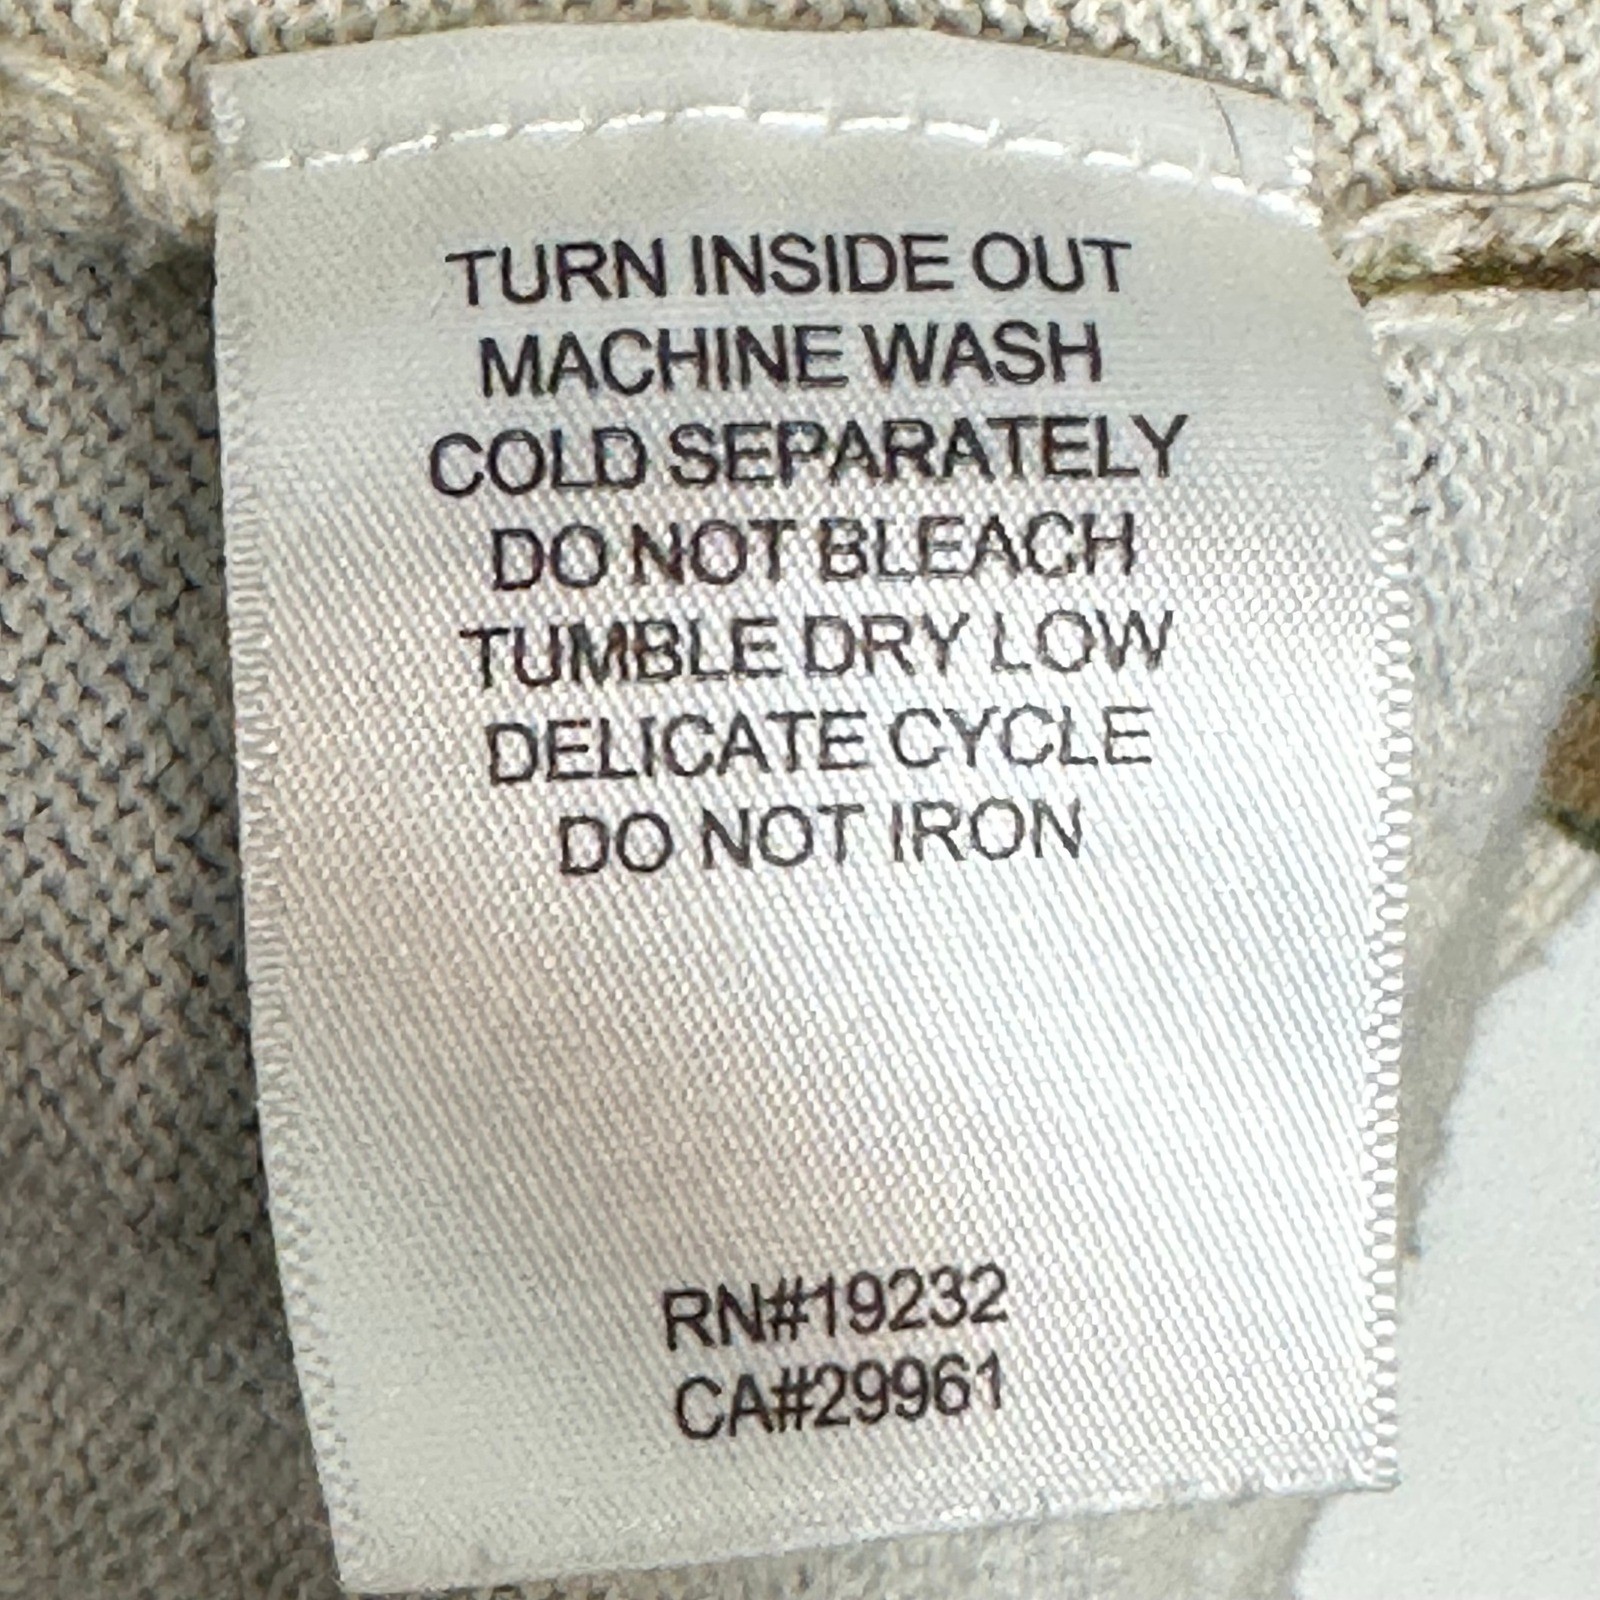 TURN INSIDE OUT
MACHINE WASH
COLD SEPARATELY
DO NOT BLEACH
TUMBLE DRY LOW
DELICATE CYCLE
DO NOT IRON
RN#19232
CA#29961